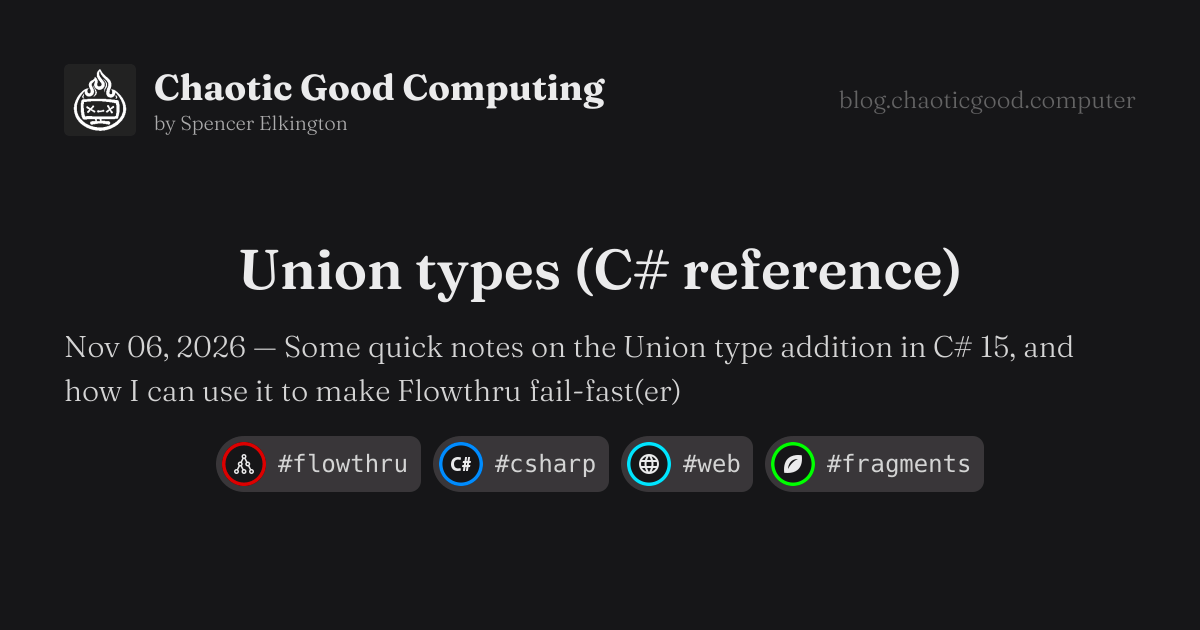 Chaotic Good Computing
by Spencer Elkington
blog.chaoticgood.computer
Union types (C# reference)
Nov 06, 2026 — Some quick notes on the Union type addition in C# 15, and
how I can use it to make Flowthru fail-fast(er)
#flowthru C# #csharp #web #fragments